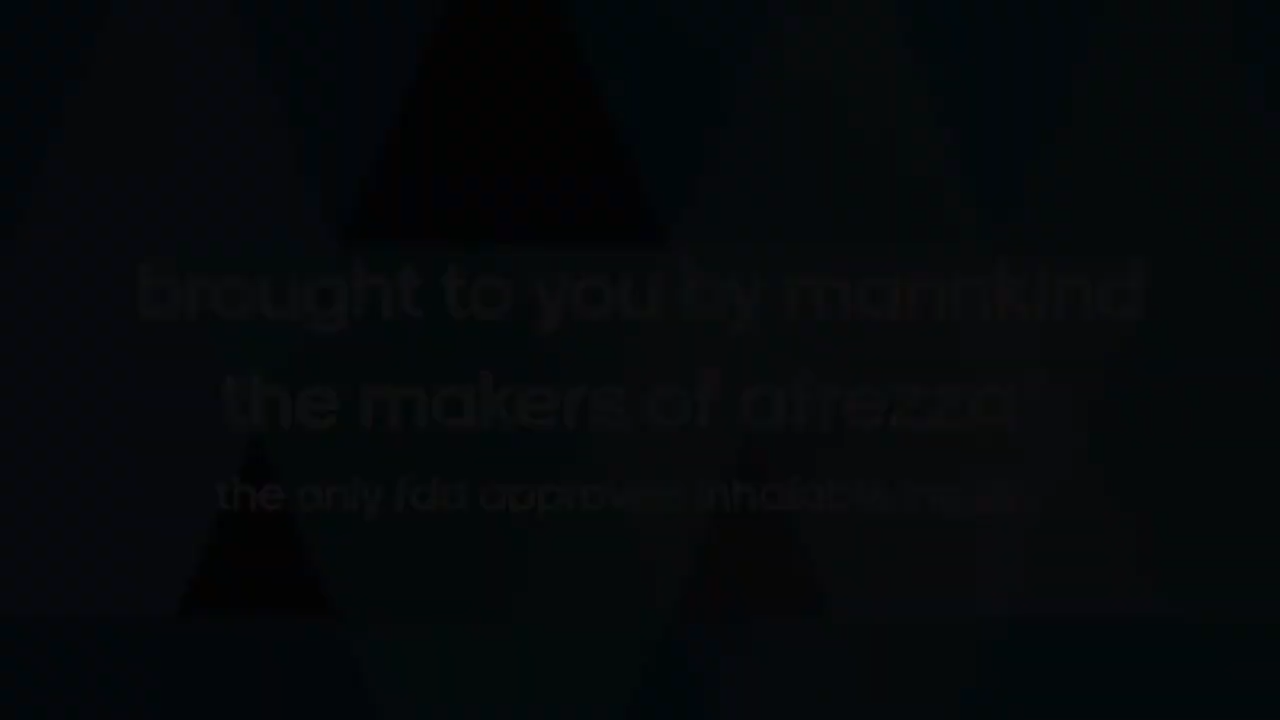 brought to you by mannkind
the makers of afrezza®
the only fda approved inhalable